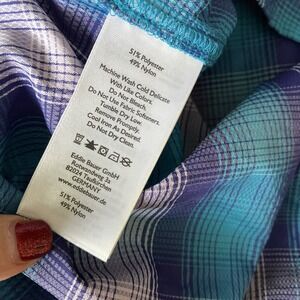 51% Polyester
49% Nylon
Machine Wash Cold Delicate
With Like Colors.
Do Not Bleach.
Do Not Use Fabric Softeners.
Tumble Dry Low.
Remove Promptly.
Cool Iron As Desired.
Do Not Dry Clean.
Eddie Bauer GmbH
Rotwandweg 3a
82024 Taufkirchen
GERMANY
www.eddiebauer.de
51% Polyester
49% Nylon